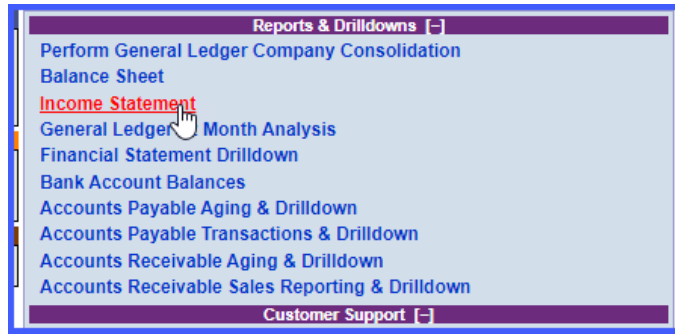 Reports & Drilldowns [–]
Perform General Ledger Company Consolidation
Balance Sheet
Income Statement
General Ledger Month Analysis
Financial Statement Drilldown
Bank Account Balances
Accounts Payable Aging & Drilldown
Accounts Payable Transactions & Drilldown
Accounts Receivable Aging & Drilldown
Accounts Receivable Sales Reporting & Drilldown
Customer Support [–]